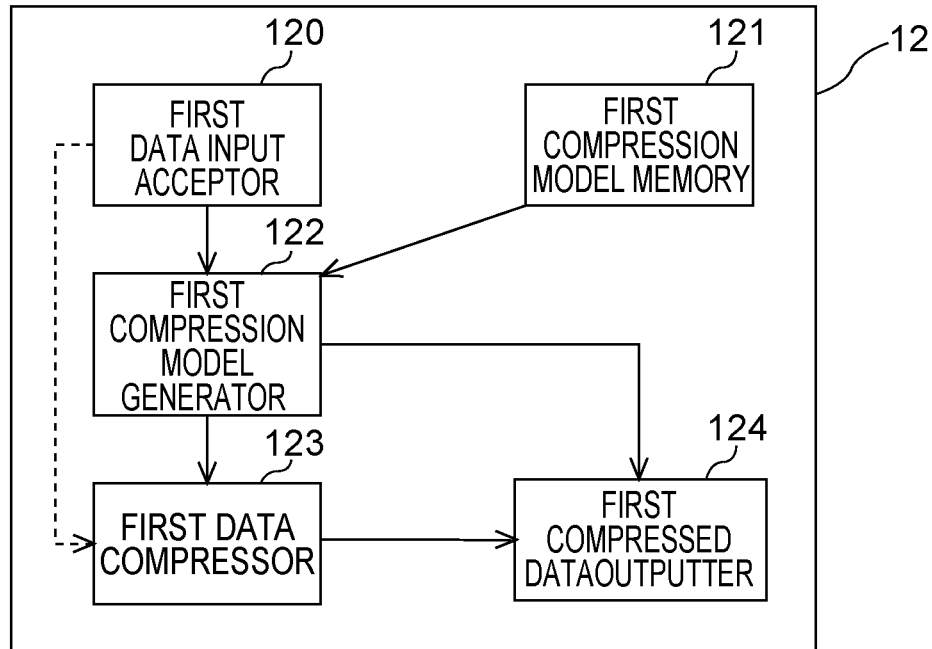 120
121
12
FIRST
DATA INPUT
ACCEPTOR
FIRST
COMPRESSION
MODEL MEMORY
122
FIRST
COMPRESSION
MODEL
GENERATOR
123
124
FIRST DATA
COMPRESSOR
FIRST
COMPRESSED
DATAOUTPUTTER